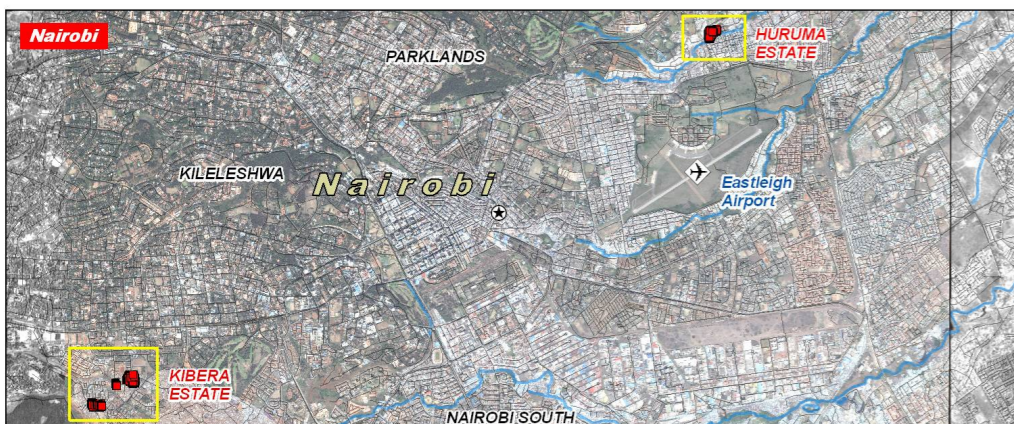 Nairobi
HURUMA
ESTATE
PARKLANDS
KILELESHWA
Nairobi
Eastleigh
Airport
KIBERA
ESTATE
NAIROBI SOUTH